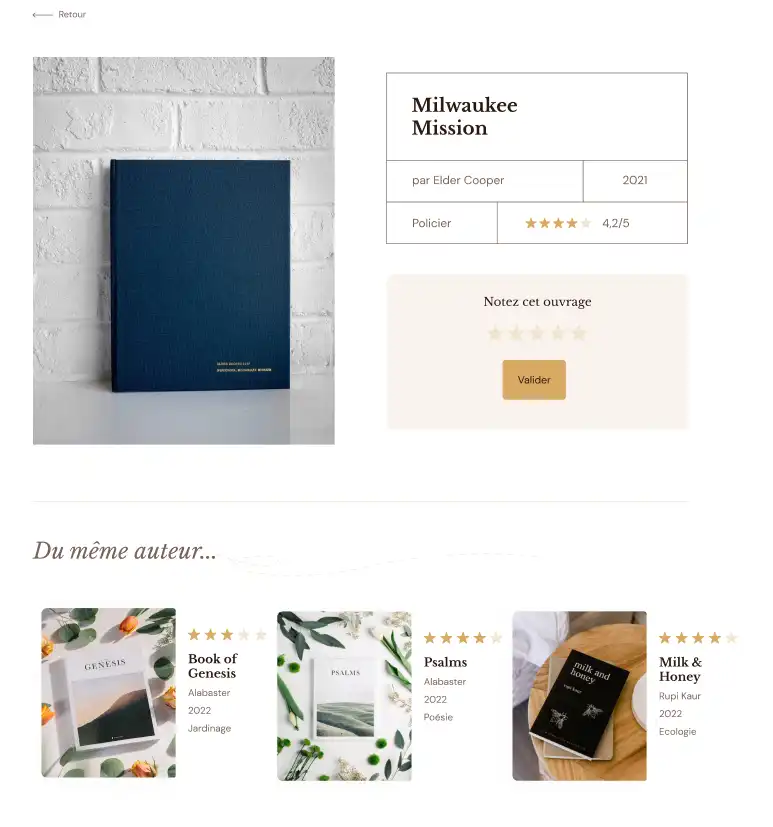 Retour
Milwaukee
Mission
par Elder Cooper
2021
Policier
4,2/5
Notez cet ouvrage
Valider
Du même auteur...
GENESIS
Book of
Genesis
Alabaster
2022
Jardinage
PSALMS
Psalms
Alabaster
2022
Poésie
milk and
honey
rupi kaur
Milk &
Honey
Rupi Kaur
2022
Ecologie